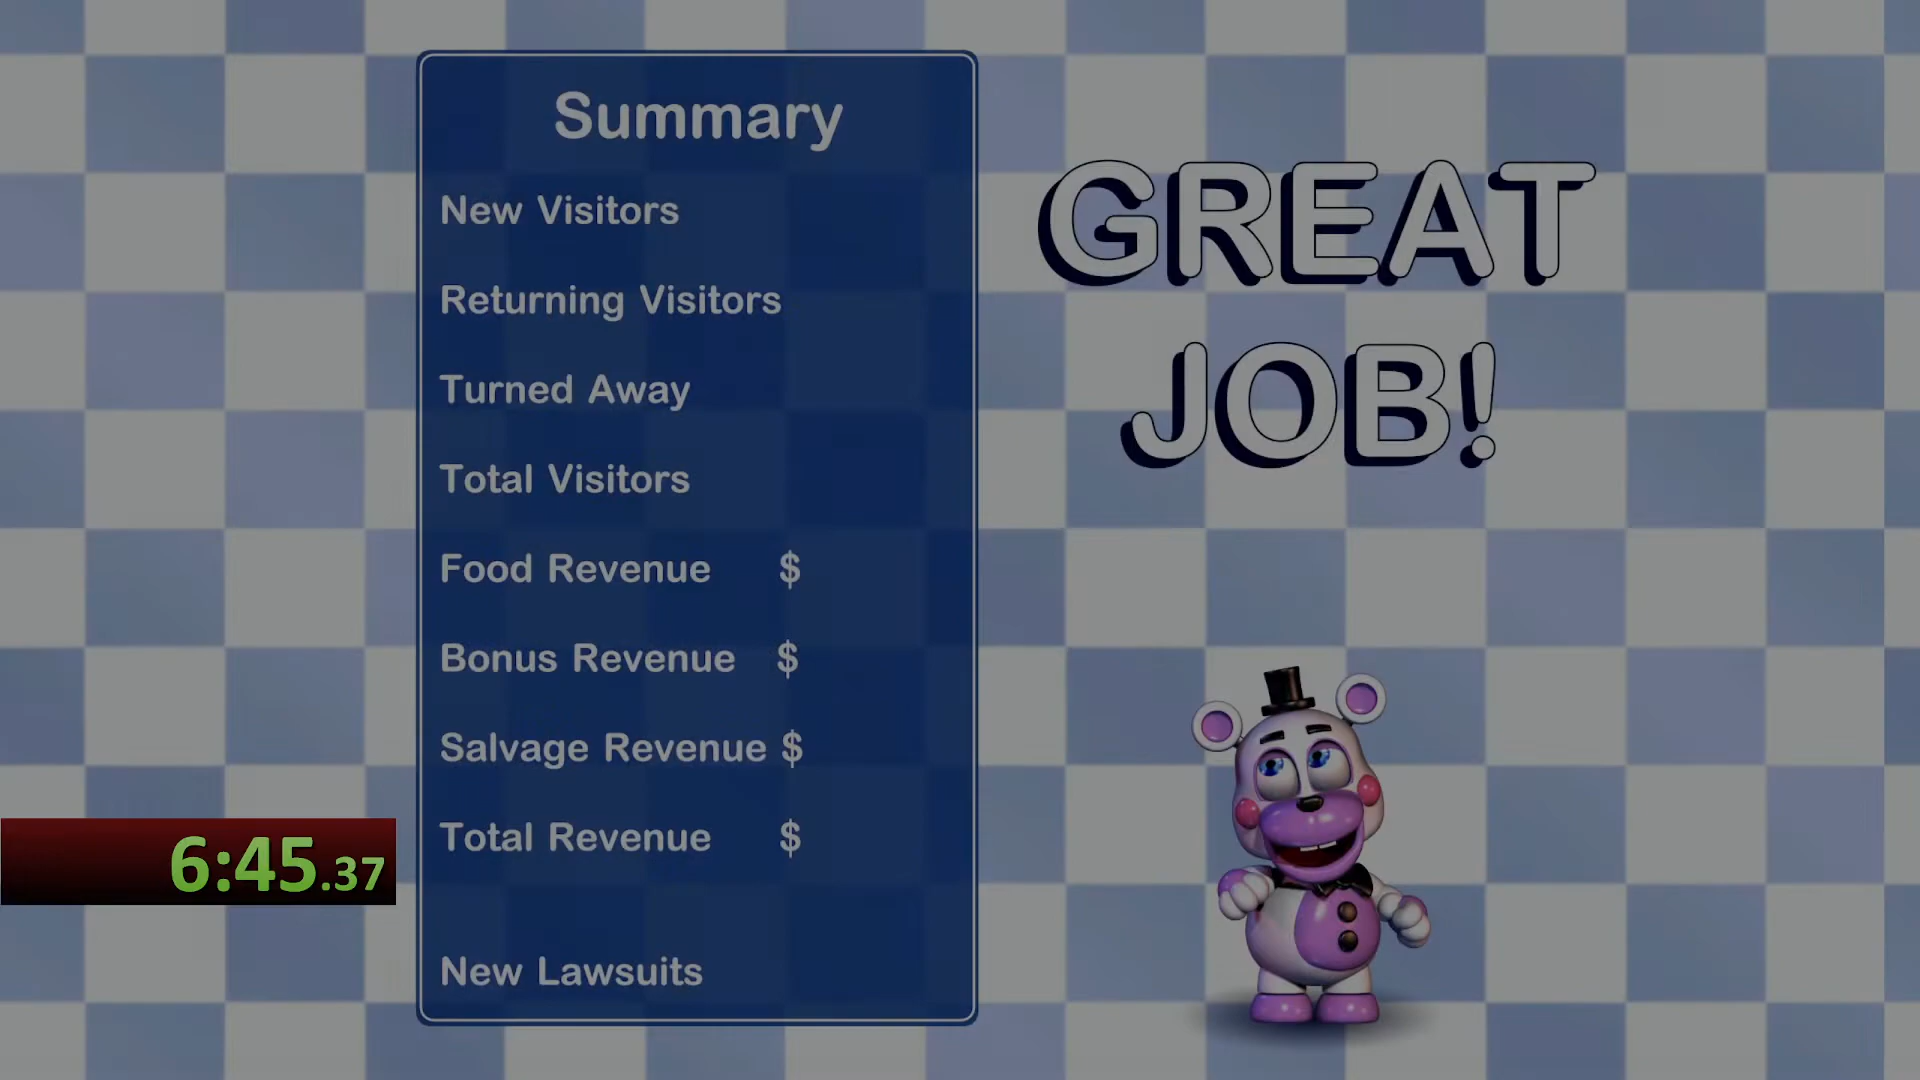 Summary
New Visitors
Returning Visitors
Turned Away
Total Visitors
Food Revenue $
Bonus Revenue $
Salvage Revenue $
Total Revenue $
New Lawsuits
GREAT
JOB!
6:45.37